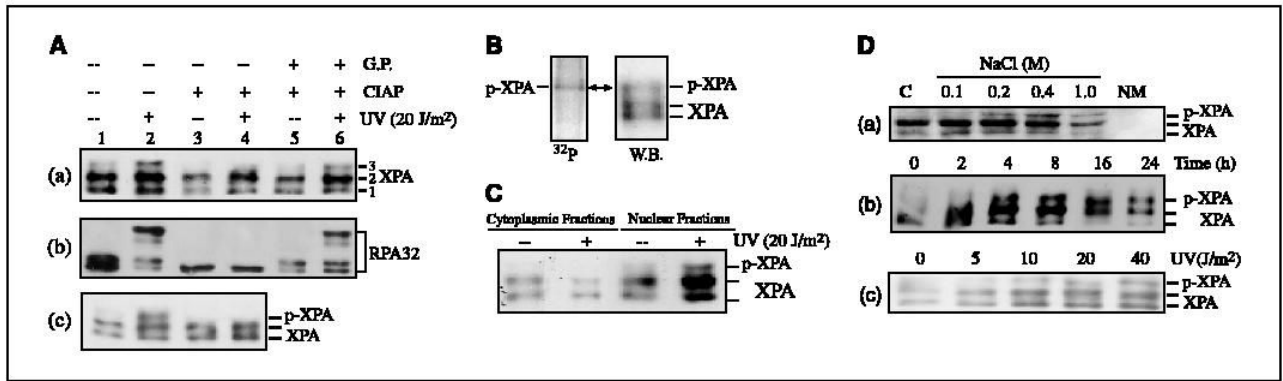 A
-- – – – + + G.P.
-- – + + + + CIAP
-- + – + -- + UV (20 J/m²)
1 2 3 4 5 6
(a) 3 2 1 XPA
(b) RPA32
(c) p-XPA
XPA
B
p-XPA p-XPA
XPA
³²P W.B.
C
Cytoplasmic Fractions Nuclear Fractions
– + -- + UV (20 J/m²)
p-XPA
XPA
D
NaCl (M)
C 0.1 0.2 0.4 1.0 NM
(a) p-XPA
XPA
0 2 4 8 16 24 Time (h)
(b) p-XPA
XPA
0 5 10 20 40 UV(J/m²)
(c) p-XPA
XPA